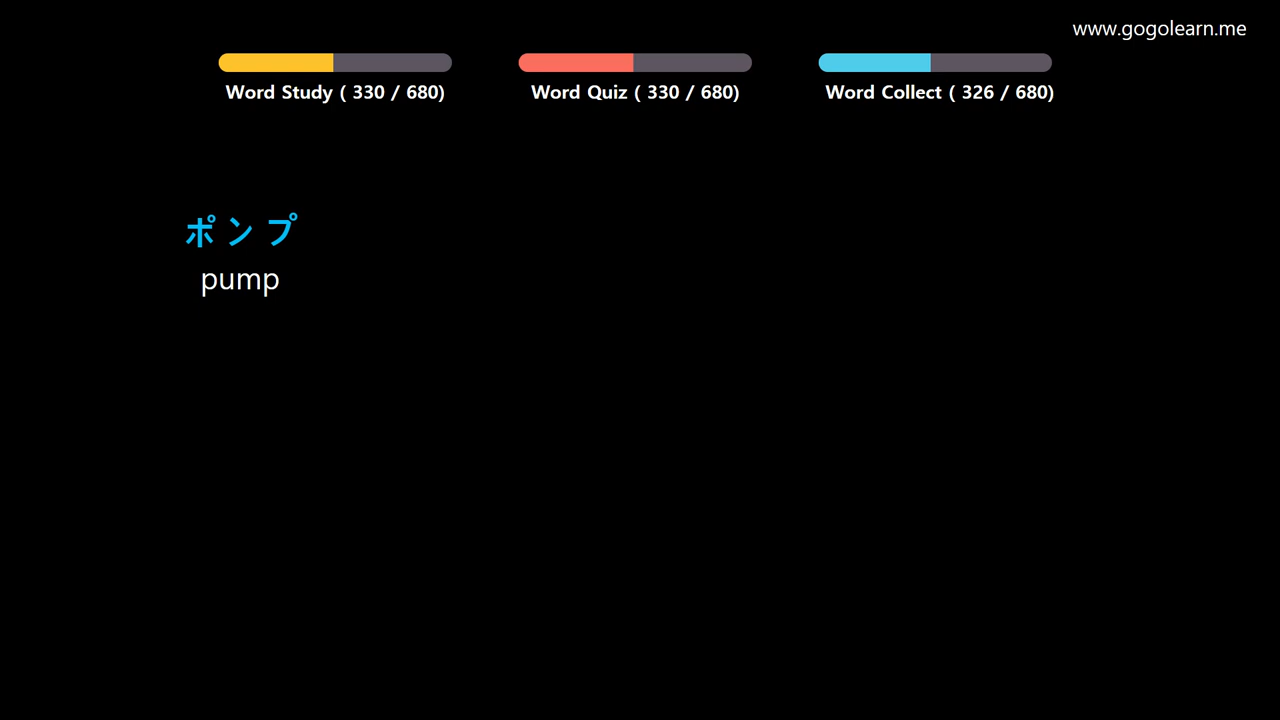 www.gogolearn.me
Word Study ( 330 / 680)
Word Quiz ( 330 / 680)
Word Collect ( 326 / 680)
ポンプ
pump